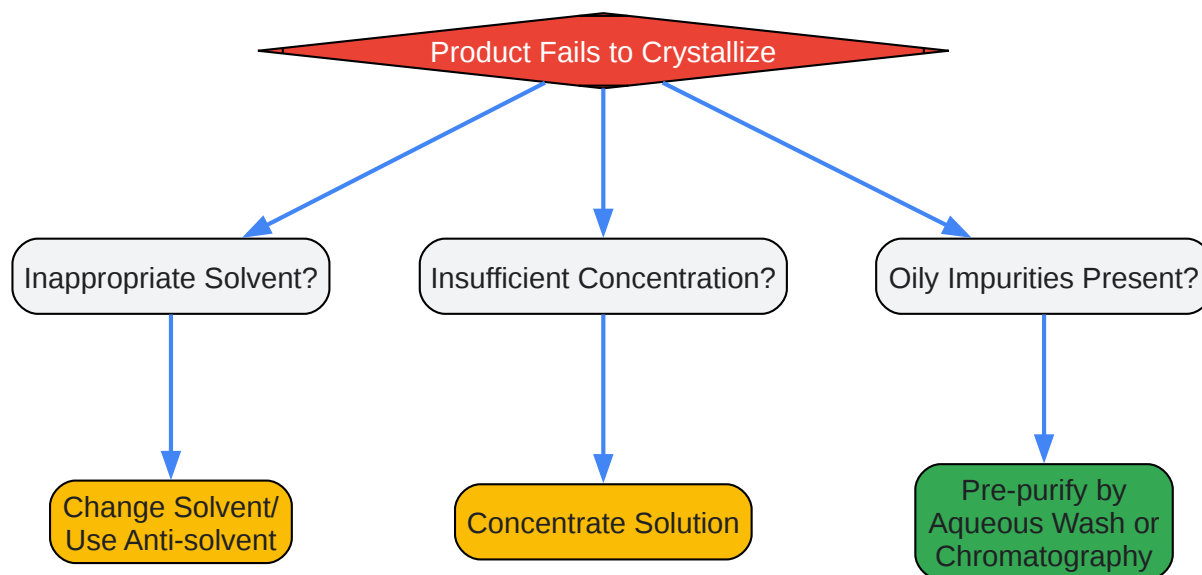 Product Fails to Crystallize
Inappropriate Solvent?
Insufficient Concentration?
Oily Impurities Present?
Change Solvent/
Use Anti-solvent
Concentrate Solution
Pre-purify by
Aqueous Wash or
Chromatography